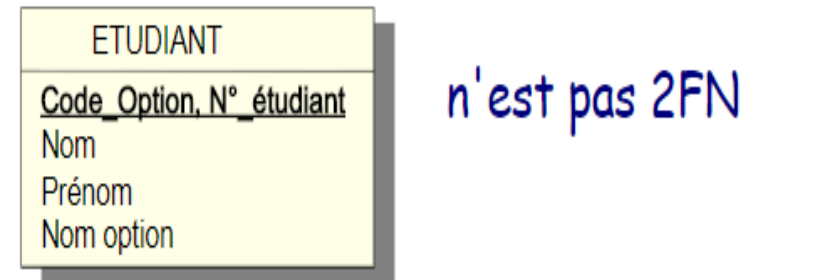 ETUDIANT
Code_Option, N°_étudiant
Nom
Prénom
Nom option
n'est pas 2FN